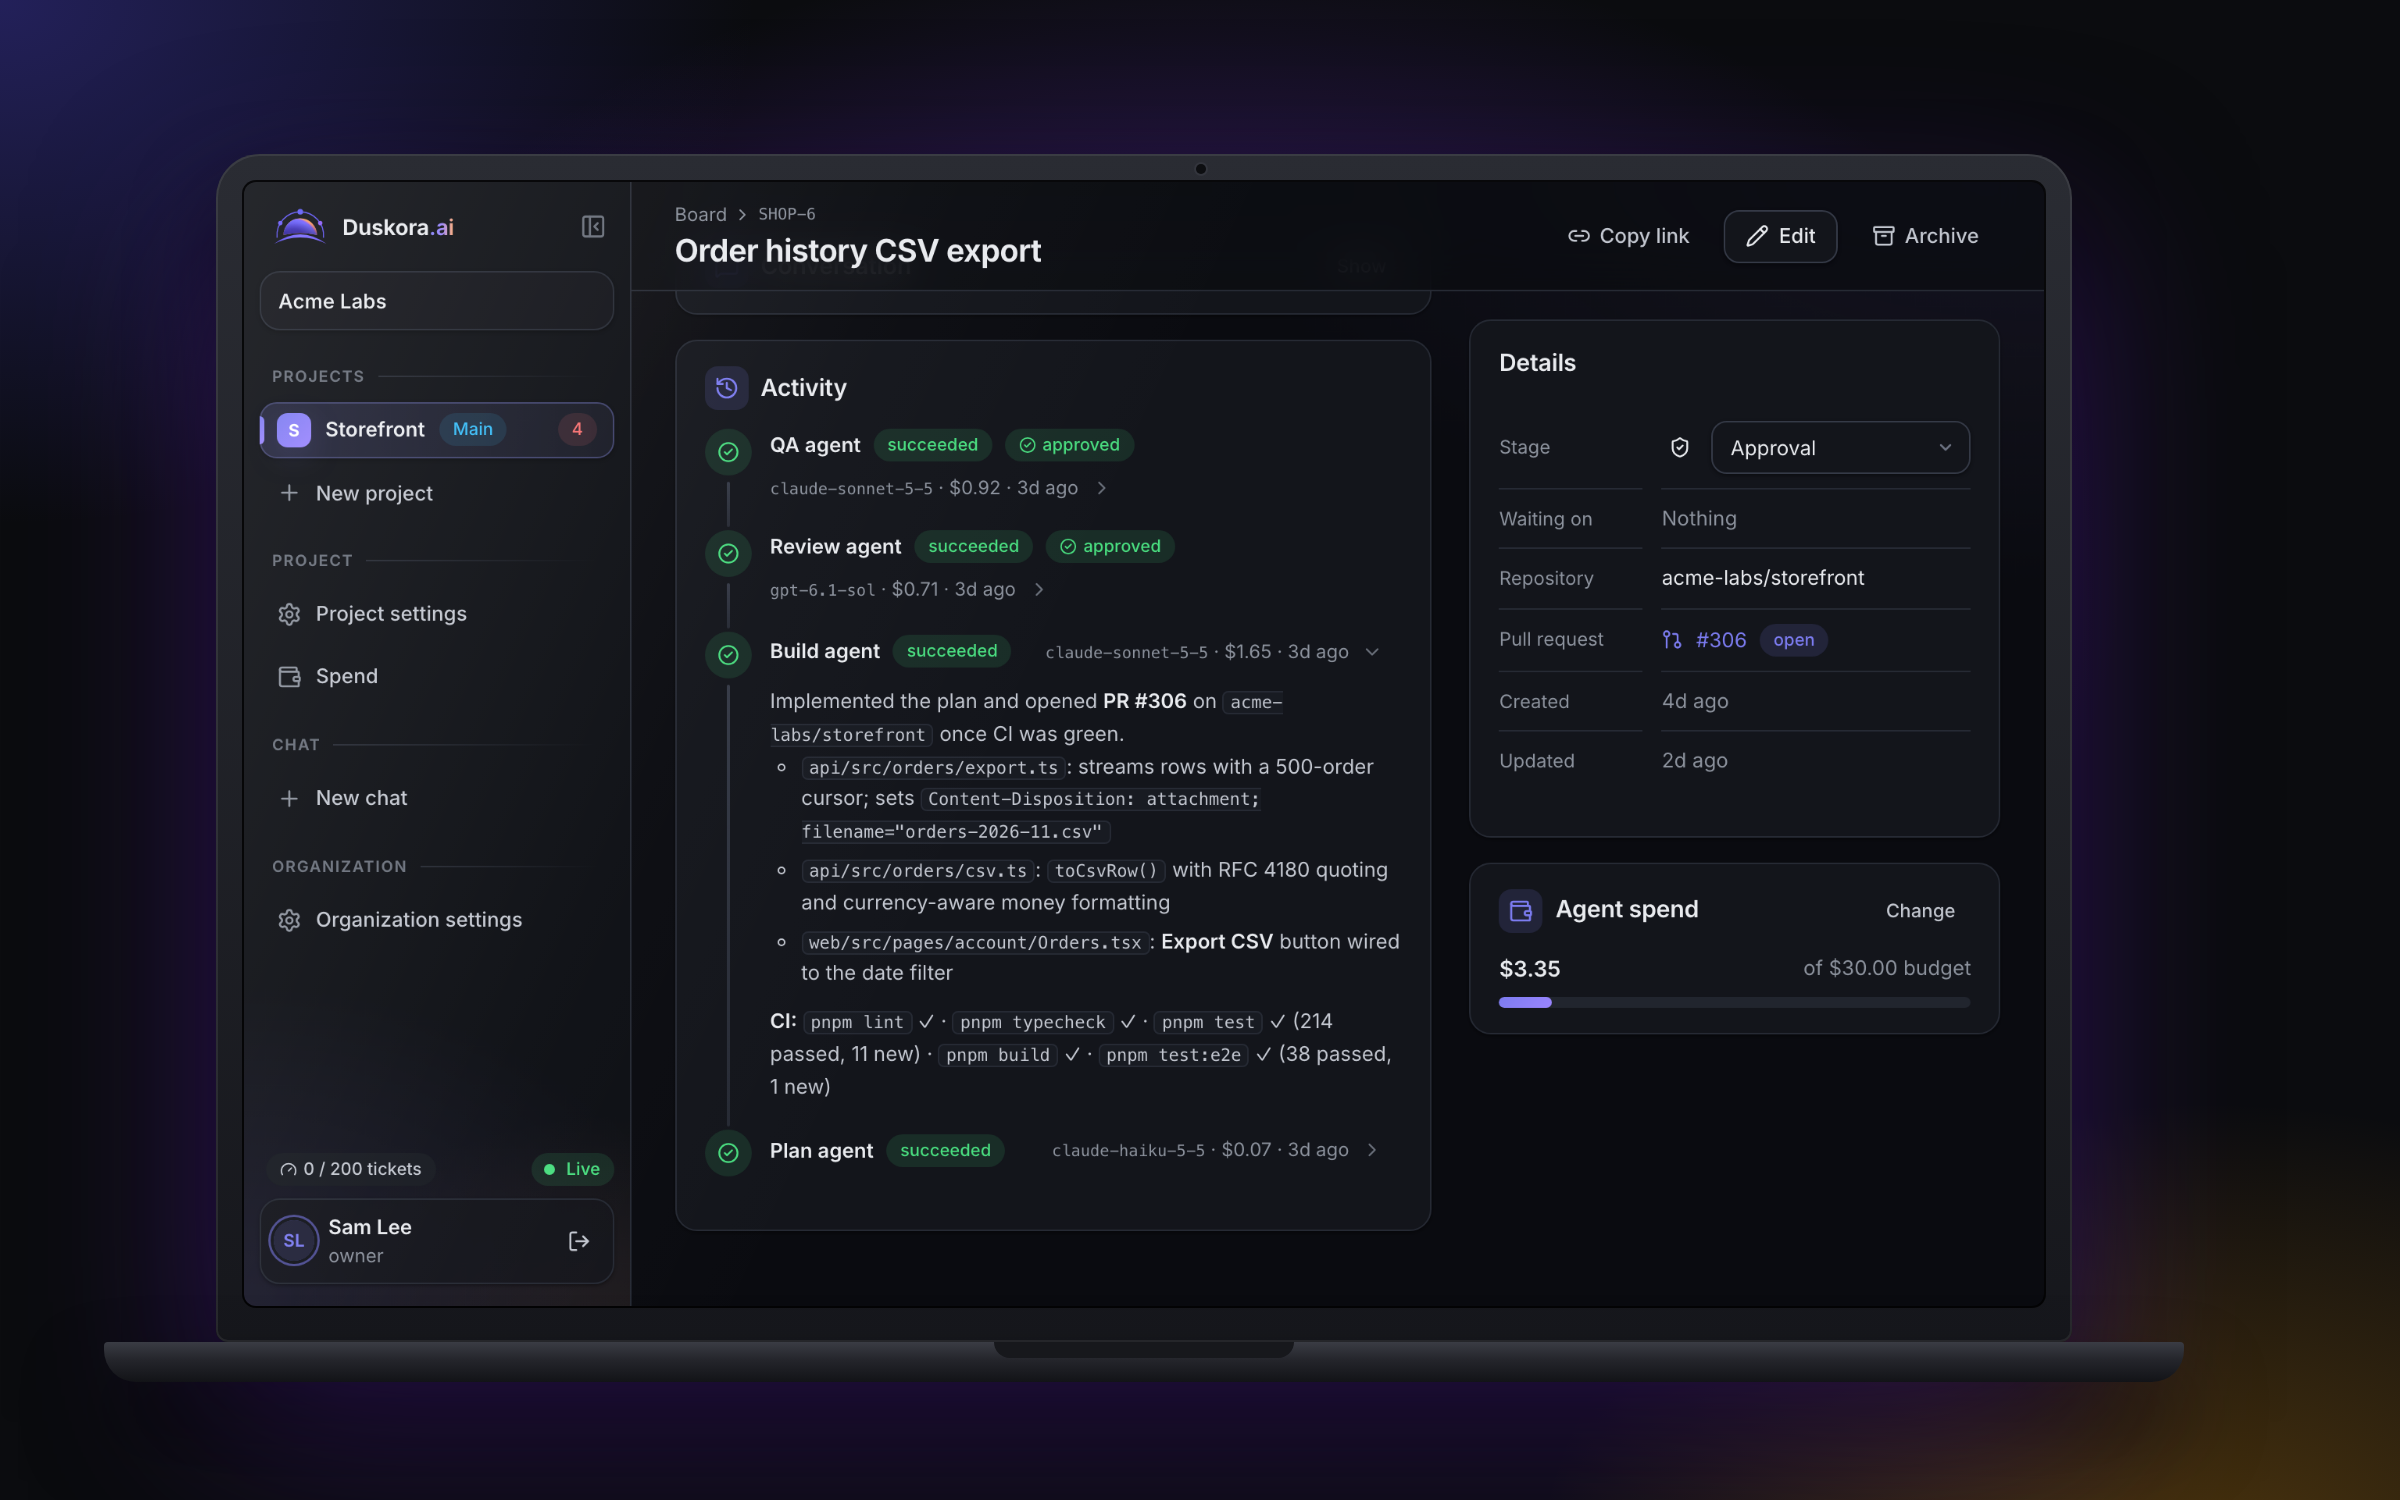 Duskora.ai
Acme Labs
PROJECTS
S Storefront Main 4
New project
PROJECT
Project settings
Spend
CHAT
New chat
ORGANIZATION
Organization settings
0 / 200 tickets Live
SL Sam Lee
owner
Board > SHOP-6
Order history CSV export
Copy link Edit Archive
Conversation Show
Activity
QA agent succeeded approved
claude-sonnet-5-5 · $0.92 · 3d ago
Review agent succeeded approved
gpt-6.1-sol · $0.71 · 3d ago
Build agent succeeded claude-sonnet-5-5 · $1.65 · 3d ago
Implemented the plan and opened PR #306 on acme-
labs/storefront once CI was green.
api/src/orders/export.ts: streams rows with a 500-order
cursor; sets Content-Disposition: attachment;
filename="orders-2026-11.csv"
api/src/orders/csv.ts: toCsvRow() with RFC 4180 quoting
and currency-aware money formatting
web/src/pages/account/Orders.tsx: Export CSV button wired
to the date filter
CI: pnpm lint ✓ · pnpm typecheck ✓ · pnpm test ✓ (214
passed, 11 new) · pnpm build ✓ · pnpm test:e2e ✓ (38 passed,
1 new)
Plan agent succeeded claude-haiku-5-5 · $0.07 · 3d ago
Details
Stage Approval
Waiting on Nothing
Repository acme-labs/storefront
Pull request #306 open
Created 4d ago
Updated 2d ago
Agent spend Change
$3.35 of $30.00 budget